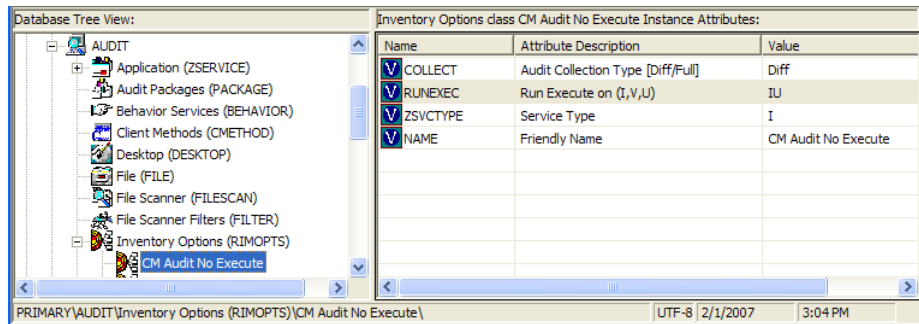 Database Tree View:
AUDIT
Application (ZSERVICE)
Audit Packages (PACKAGE)
Behavior Services (BEHAVIOR)
Client Methods (CMETHOD)
Desktop (DESKTOP)
File (FILE)
File Scanner (FILESCAN)
File Scanner Filters (FILTER)
Inventory Options (RIMOPTS)
CM Audit No Execute
Inventory Options class CM Audit No Execute Instance Attributes:
Name Attribute Description Value
V COLLECT Audit Collection Type [Diff/Full] Diff
V RUNEXEC Run Execute on (I,V,U) IU
V ZSVCTYPE Service Type I
V NAME Friendly Name CM Audit No Execute
PRIMARY\AUDIT\Inventory Options (RIMOPTS)\CM Audit No Execute\ UTF-8 2/1/2007 3:04 PM